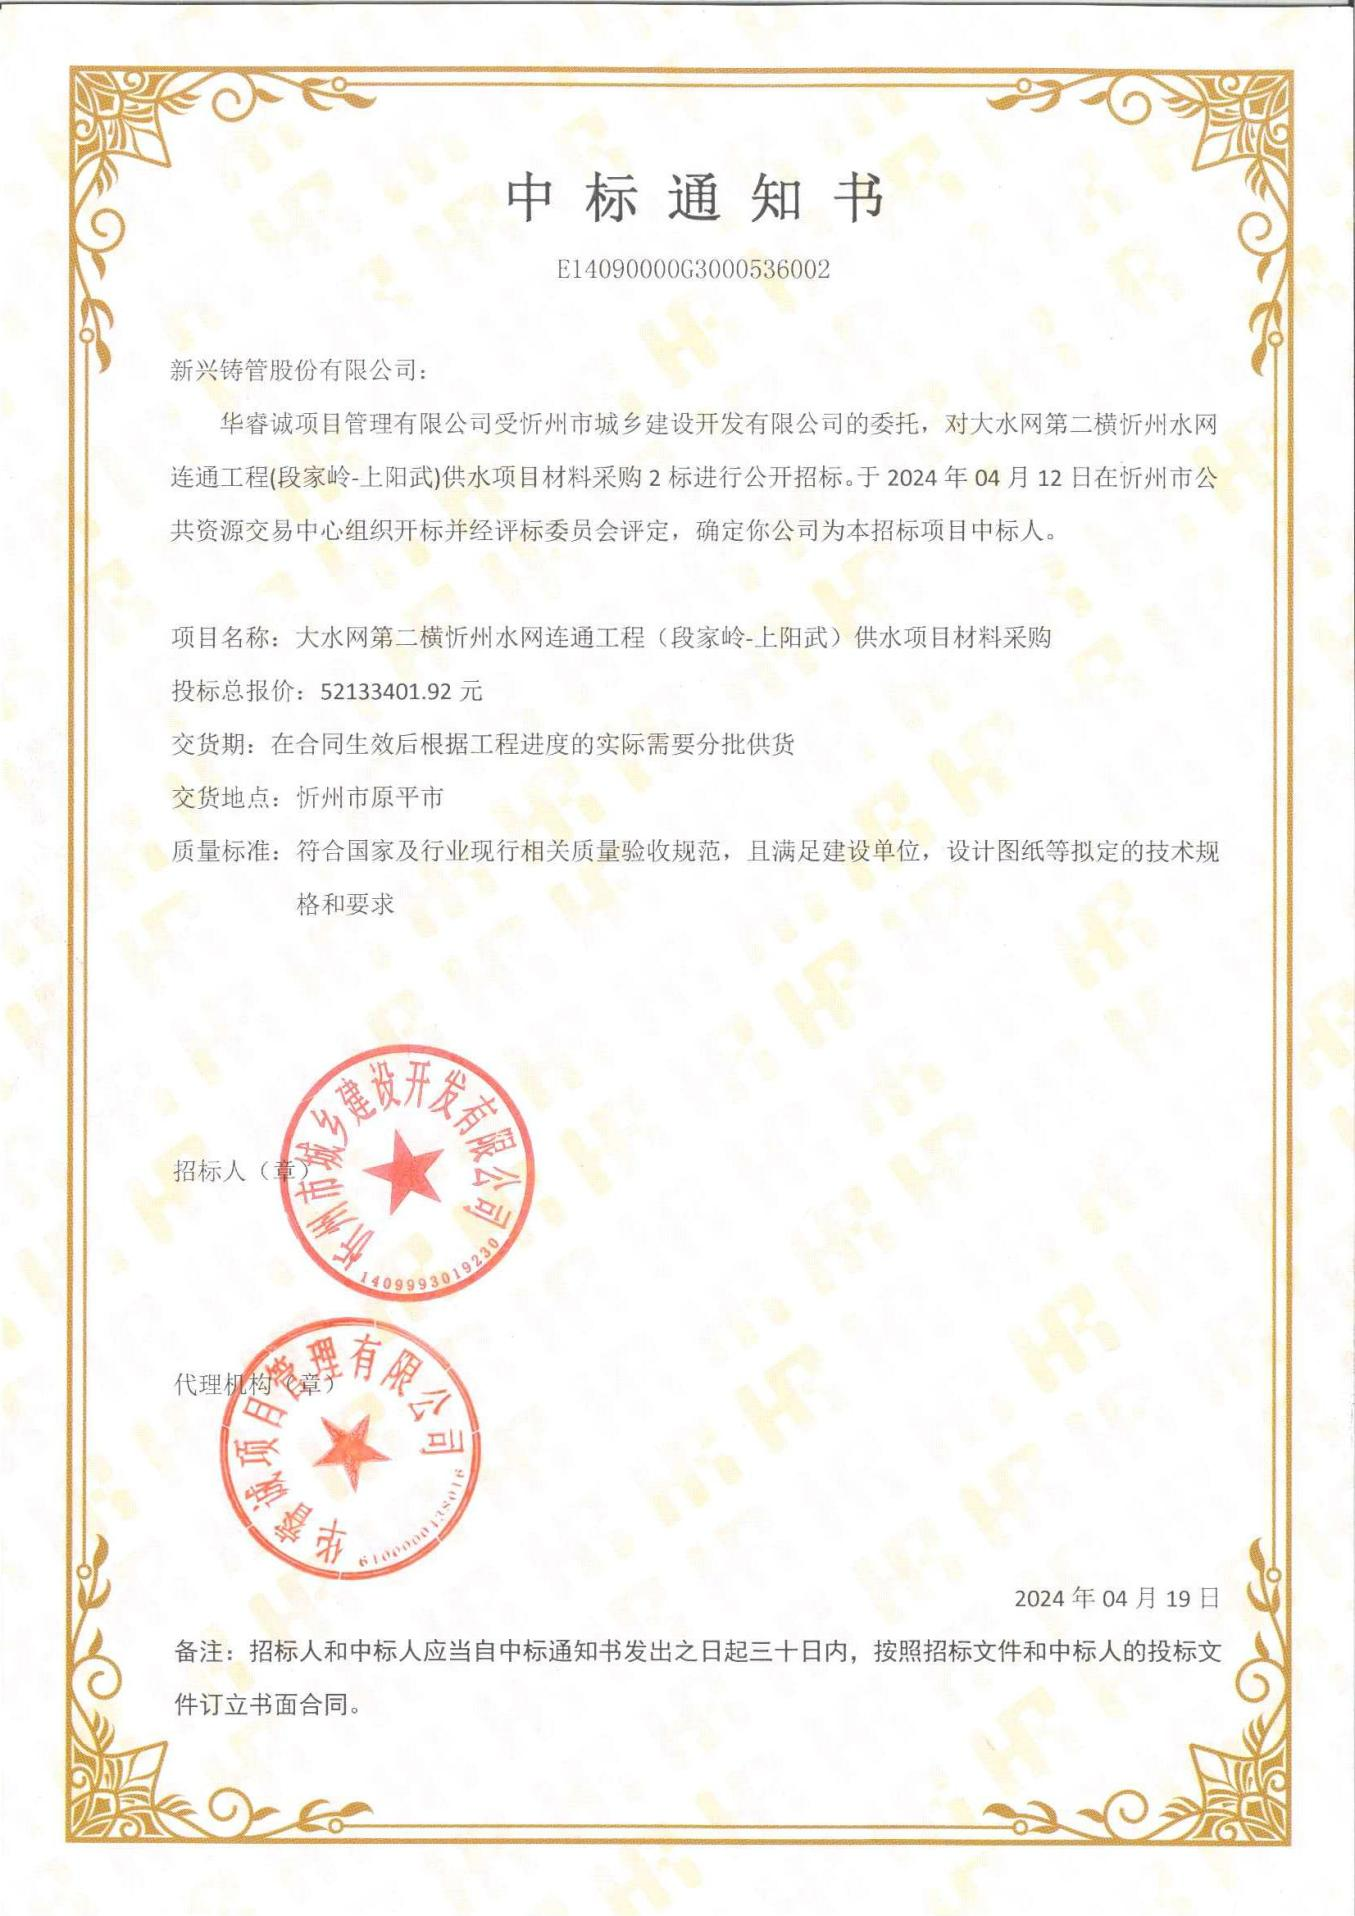 中标通知书
E14090000G3000536002
新兴铸管股份有限公司：
华睿诚项目管理有限公司受忻州市城乡建设开发有限公司的委托，对大水网第二横忻州水网
连通工程(段家岭-上阳武)供水项目材料采购 2 标进行公开招标。于 2024 年 04 月 12 日在忻州市公
共资源交易中心组织开标并经评标委员会评定，确定你公司为本招标项目中标人。
项目名称：大水网第二横忻州水网连通工程（段家岭-上阳武）供水项目材料采购
投标总报价：52133401.92 元
交货期：在合同生效后根据工程进度的实际需要分批供货
交货地点：忻州市原平市
质量标准：符合国家及行业现行相关质量验收规范，且满足建设单位，设计图纸等拟定的技术规
格和要求
忻州市城乡建设开发有限公司
招标人（章）
1409993019230
华睿诚项目管理有限公司
代理机构（章）
2024 年 04 月 19 日
备注：招标人和中标人应当自中标通知书发出之日起三十日内，按照招标文件和中标人的投标文
件订立书面合同。